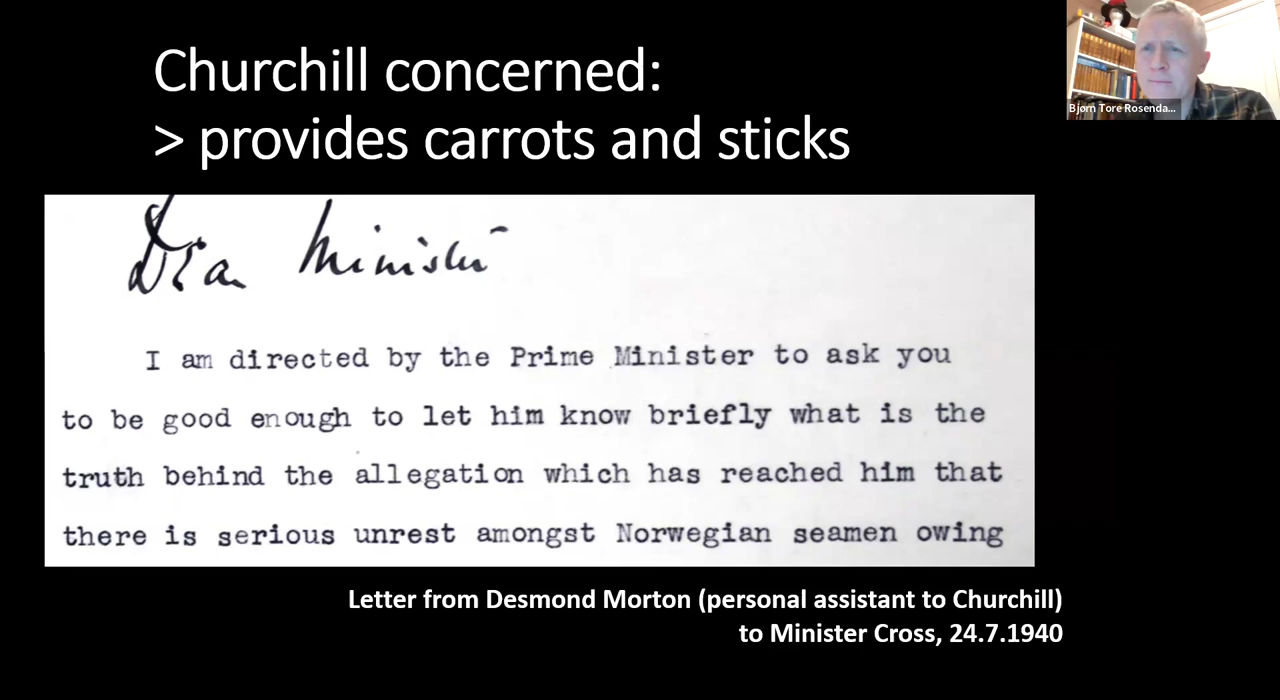 Churchill concerned:
> provides carrots and sticks
Bjørn Tore Rosenda...
Dear Minister
I am directed by the Prime Minister to ask you
to be good enough to let him know briefly what is the
truth behind the allegation which has reached him that
there is serious unrest amongst Norwegian seamen owing
Letter from Desmond Morton (personal assistant to Churchill)
to Minister Cross, 24.7.1940